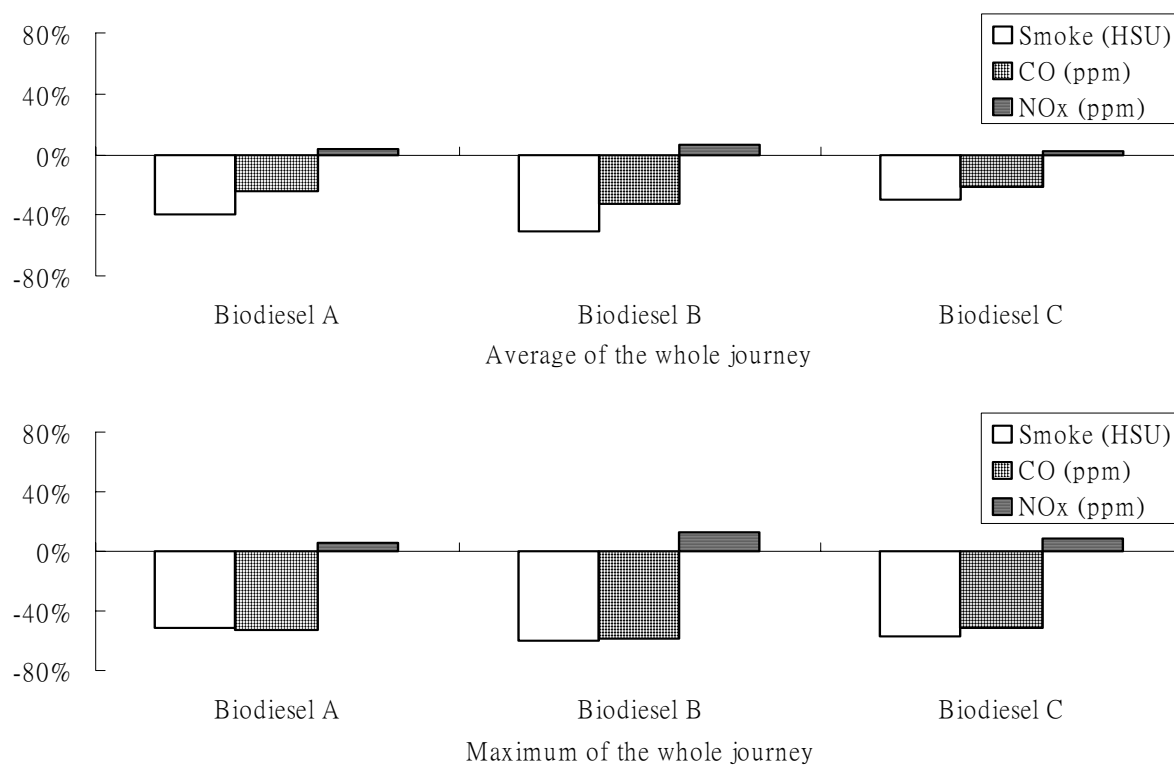 80%
40%
0%
-40%
-80%
Smoke (HSU)
CO (ppm)
NOx (ppm)
Biodiesel A
Biodiesel B
Biodiesel C
Average of the whole journey
80%
40%
0%
-40%
-80%
Smoke (HSU)
CO (ppm)
NOx (ppm)
Biodiesel A
Biodiesel B
Biodiesel C
Maximum of the whole journey